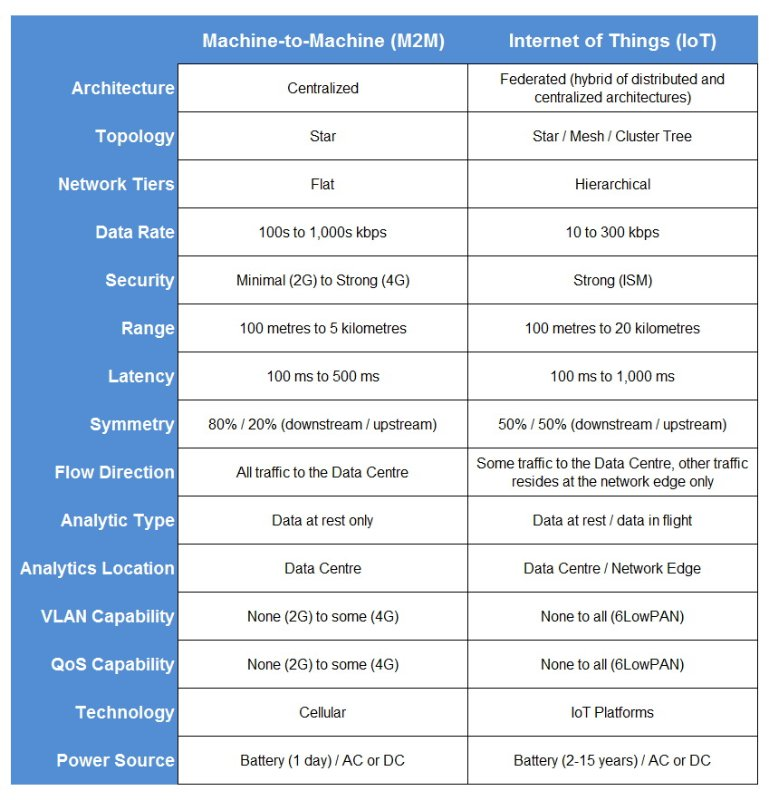 Machine-to-Machine (M2M) Internet of Things (IoT)
Architecture Centralized Federated (hybrid of distributed and
centralized architectures)
Topology Star Star / Mesh / Cluster Tree
Network Tiers Flat Hierarchical
Data Rate 100s to 1,000s kbps 10 to 300 kbps
Security Minimal (2G) to Strong (4G) Strong (ISM)
Range 100 metres to 5 kilometres 100 metres to 20 kilometres
Latency 100 ms to 500 ms 100 ms to 1,000 ms
Symmetry 80% / 20% (downstream / upstream) 50% / 50% (downstream / upstream)
Flow Direction All traffic to the Data Centre Some traffic to the Data Centre, other traffic
resides at the network edge only
Analytic Type Data at rest only Data at rest / data in flight
Analytics Location Data Centre Data Centre / Network Edge
VLAN Capability None (2G) to some (4G) None to all (6LowPAN)
QoS Capability None (2G) to some (4G) None to all (6LowPAN)
Technology Cellular IoT Platforms
Power Source Battery (1 day) / AC or DC Battery (2-15 years) / AC or DC